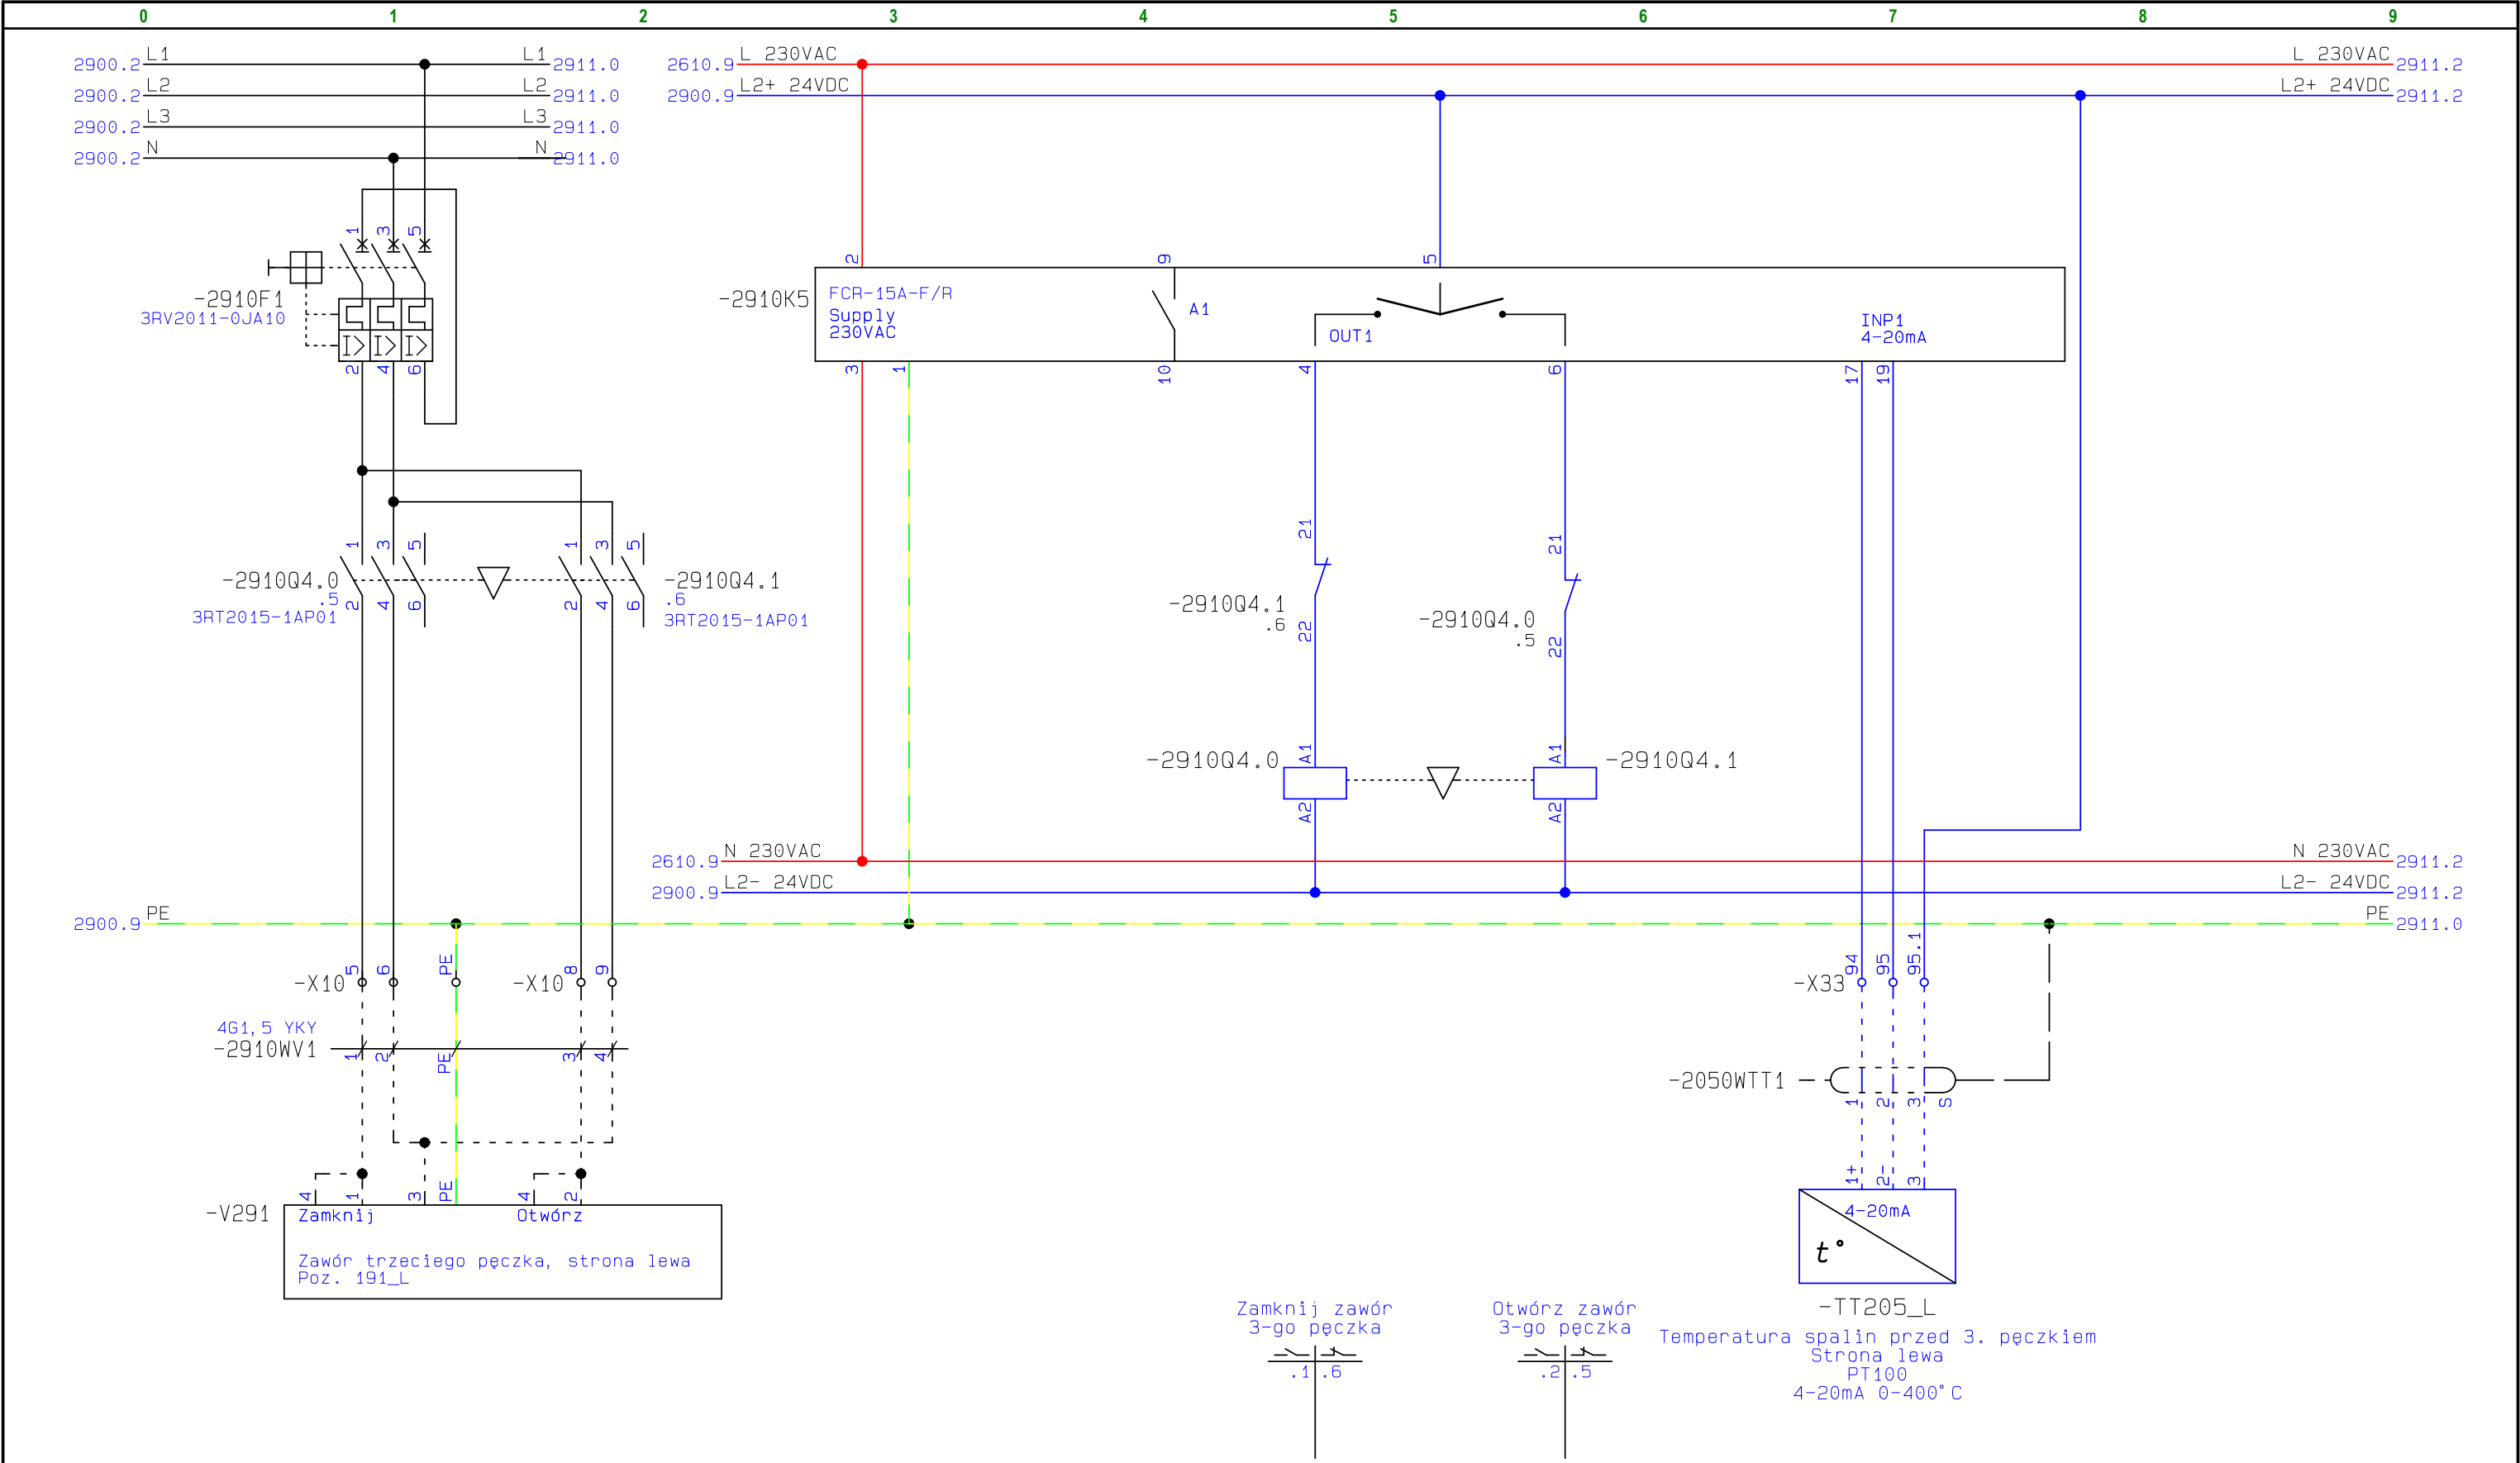 0 1 2 3 4 5 6 7 8 9
2900.2 L1 L1 2911.0
2900.2 L2 L2 2911.0
2900.2 L3 L3 2911.0
2900.2 N N 2911.0
2610.9 L 230VAC L 230VAC 2911.2
2900.9 L2+ 24VDC L2+ 24VDC 2911.2
1 3 5
-2910F1
3RV2011-0JA10
I> I> I>
2 4 6
-2910K5
2 9 5
FCR-15A-F/R
Supply
230VAC
A1
OUT1
INP1
4-20mA
3 1 10 4 6 17 19
1 3 5
-2910Q4.0
.5
3RT2015-1AP01
2 4 6
1 3 5
-2910Q4.1
.6
3RT2015-1AP01
2 4 6
21
-2910Q4.1
.6
22
21
-2910Q4.0
.5
22
-2910Q4.0
A1
A2
A1
-2910Q4.1
A2
2610.9 N 230VAC N 230VAC 2911.2
2900.9 L2- 24VDC L2- 24VDC 2911.2
2900.9 PE PE 2911.0
-X10 5 6 PE
-X10 8 9
-X33 94 95 95.1
4G1,5 YKY
-2910WV1
1 2 PE 3 4
-2050WTT1
1 2 3 S
4 1 3 PE 4 2
-V291
Zamknij Otwórz
Zawór trzeciego pęczka, strona lewa
Poz. 191_L
1+ 2- 3
4-20mA
t°
-TT205_L
Temperatura spalin przed 3. pęczkiem
Strona lewa
PT100
4-20mA 0-400°C
Zamknij zawór
3-go pęczka
.1 .6
Otwórz zawór
3-go pęczka
.2 .5